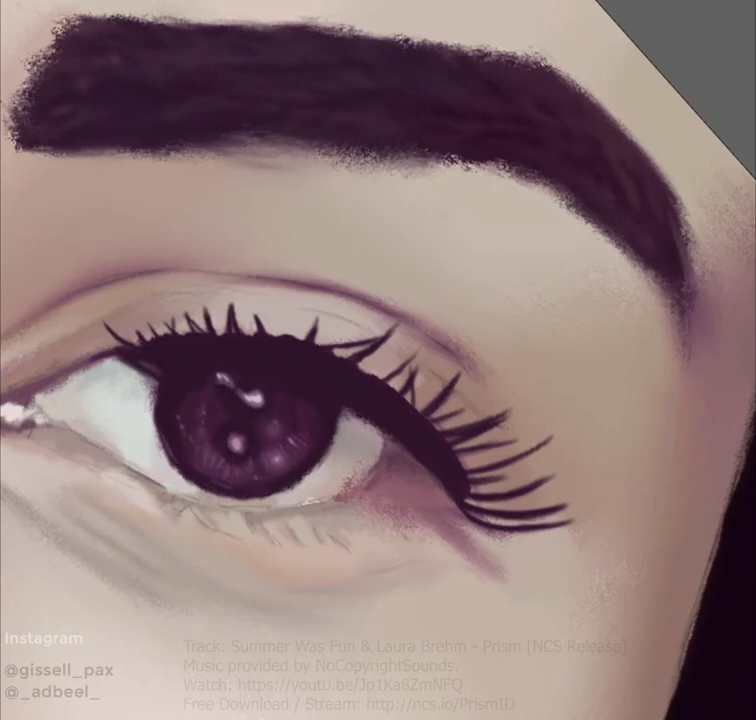 Instagram
@gissell_pax
@_adbeel_
Track: Summer Was Fun & Laura Brehm - Prism [NCS Release]
Music provided by NoCopyrightSounds.
Watch: https://youtu.be/Jp1Ka8ZmNFQ
Free Download / Stream: http://ncs.io/PrismID